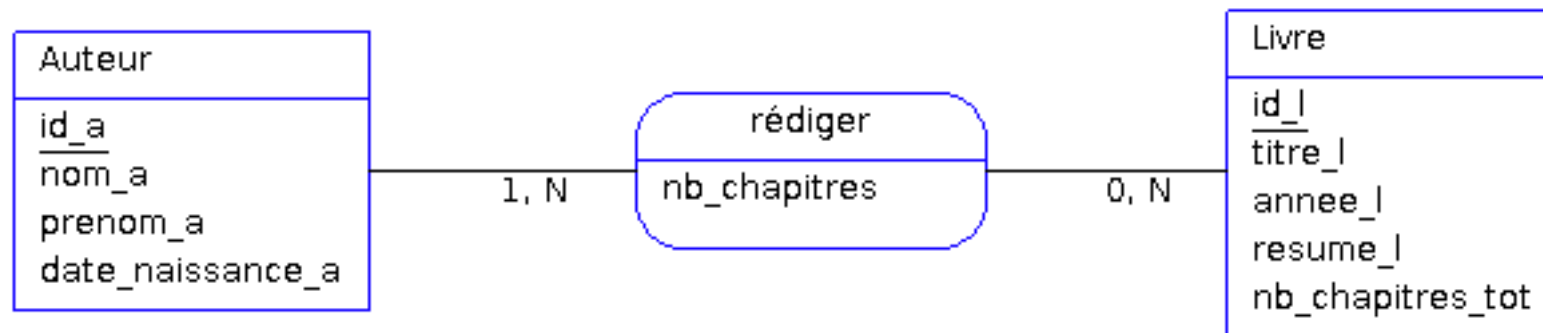 Auteur
id_a
nom_a
prenom_a
date_naissance_a
1, N
rédiger
nb_chapitres
0, N
Livre
id_l
titre_l
annee_l
resume_l
nb_chapitres_tot